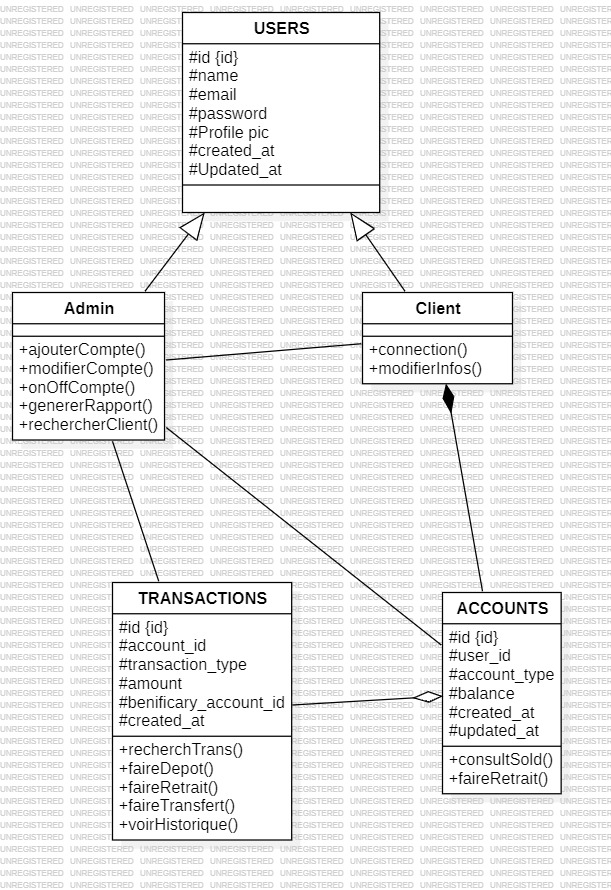 USERS
#id {id}
#name
#email
#password
#Profile pic
#created_at
#Updated_at
Admin
+ajouterCompte()
+modifierCompte()
+onOffCompte()
+genererRapport()
+rechercherClient()
Client
+connection()
+modifierInfos()
TRANSACTIONS
#id {id}
#account_id
#transaction_type
#amount
#benificary_account_id
#created_at
+recherchTrans()
+faireDepot()
+faireRetrait()
+faireTransfert()
+voirHistorique()
ACCOUNTS
#id {id}
#user_id
#account_type
#balance
#created_at
#updated_at
+consultSold()
+faireRetrait()
UNREGISTERED